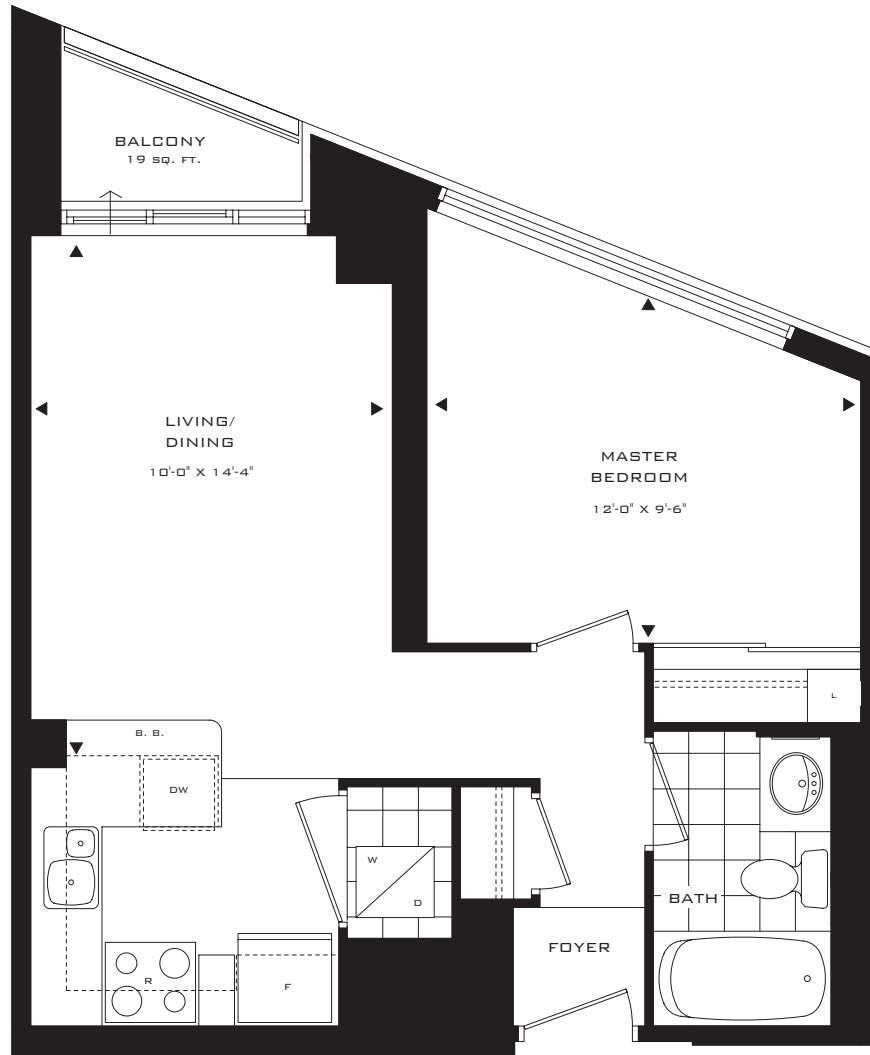 BALCONY
19 SQ. FT.
LIVING/
DINING
10'-0" X 14'-4"
MASTER
BEDROOM
12'-0" X 9'-6"
L
B. B.
DW
W
D
BATH
FOYER
R
F